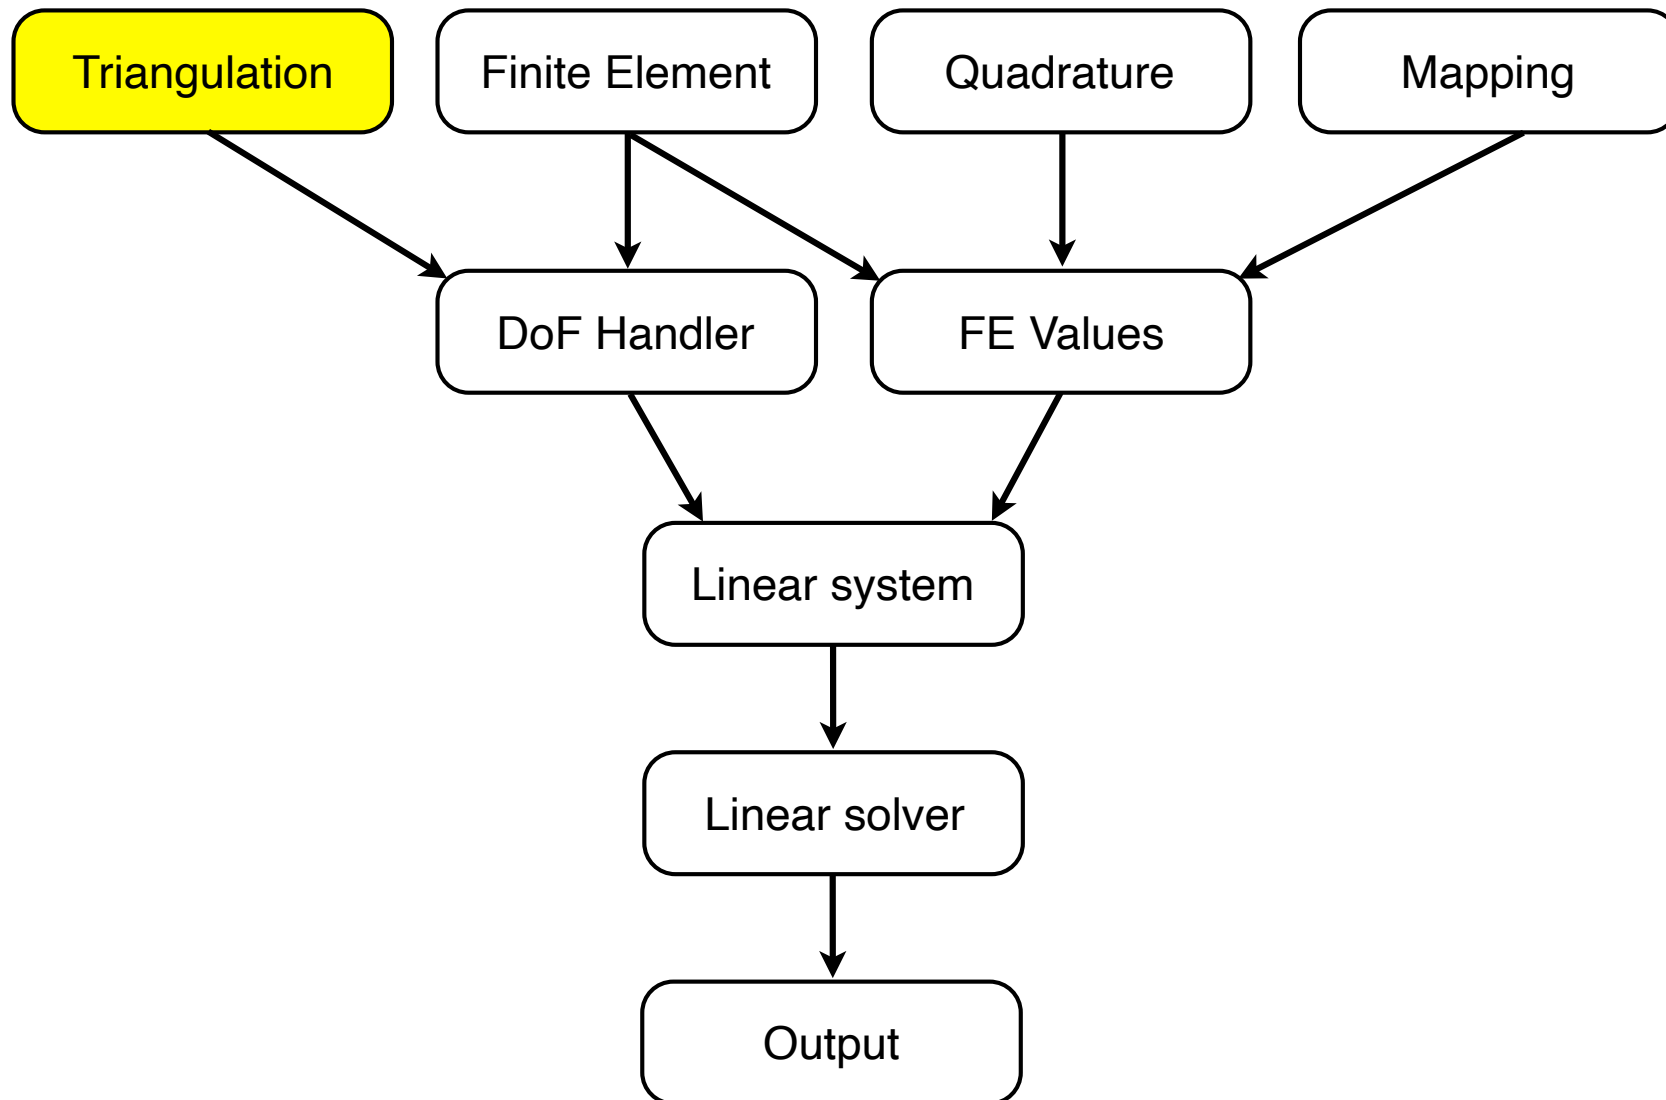 Triangulation
Finite Element
Quadrature
Mapping
DoF Handler
FE Values
Linear system
Linear solver
Output